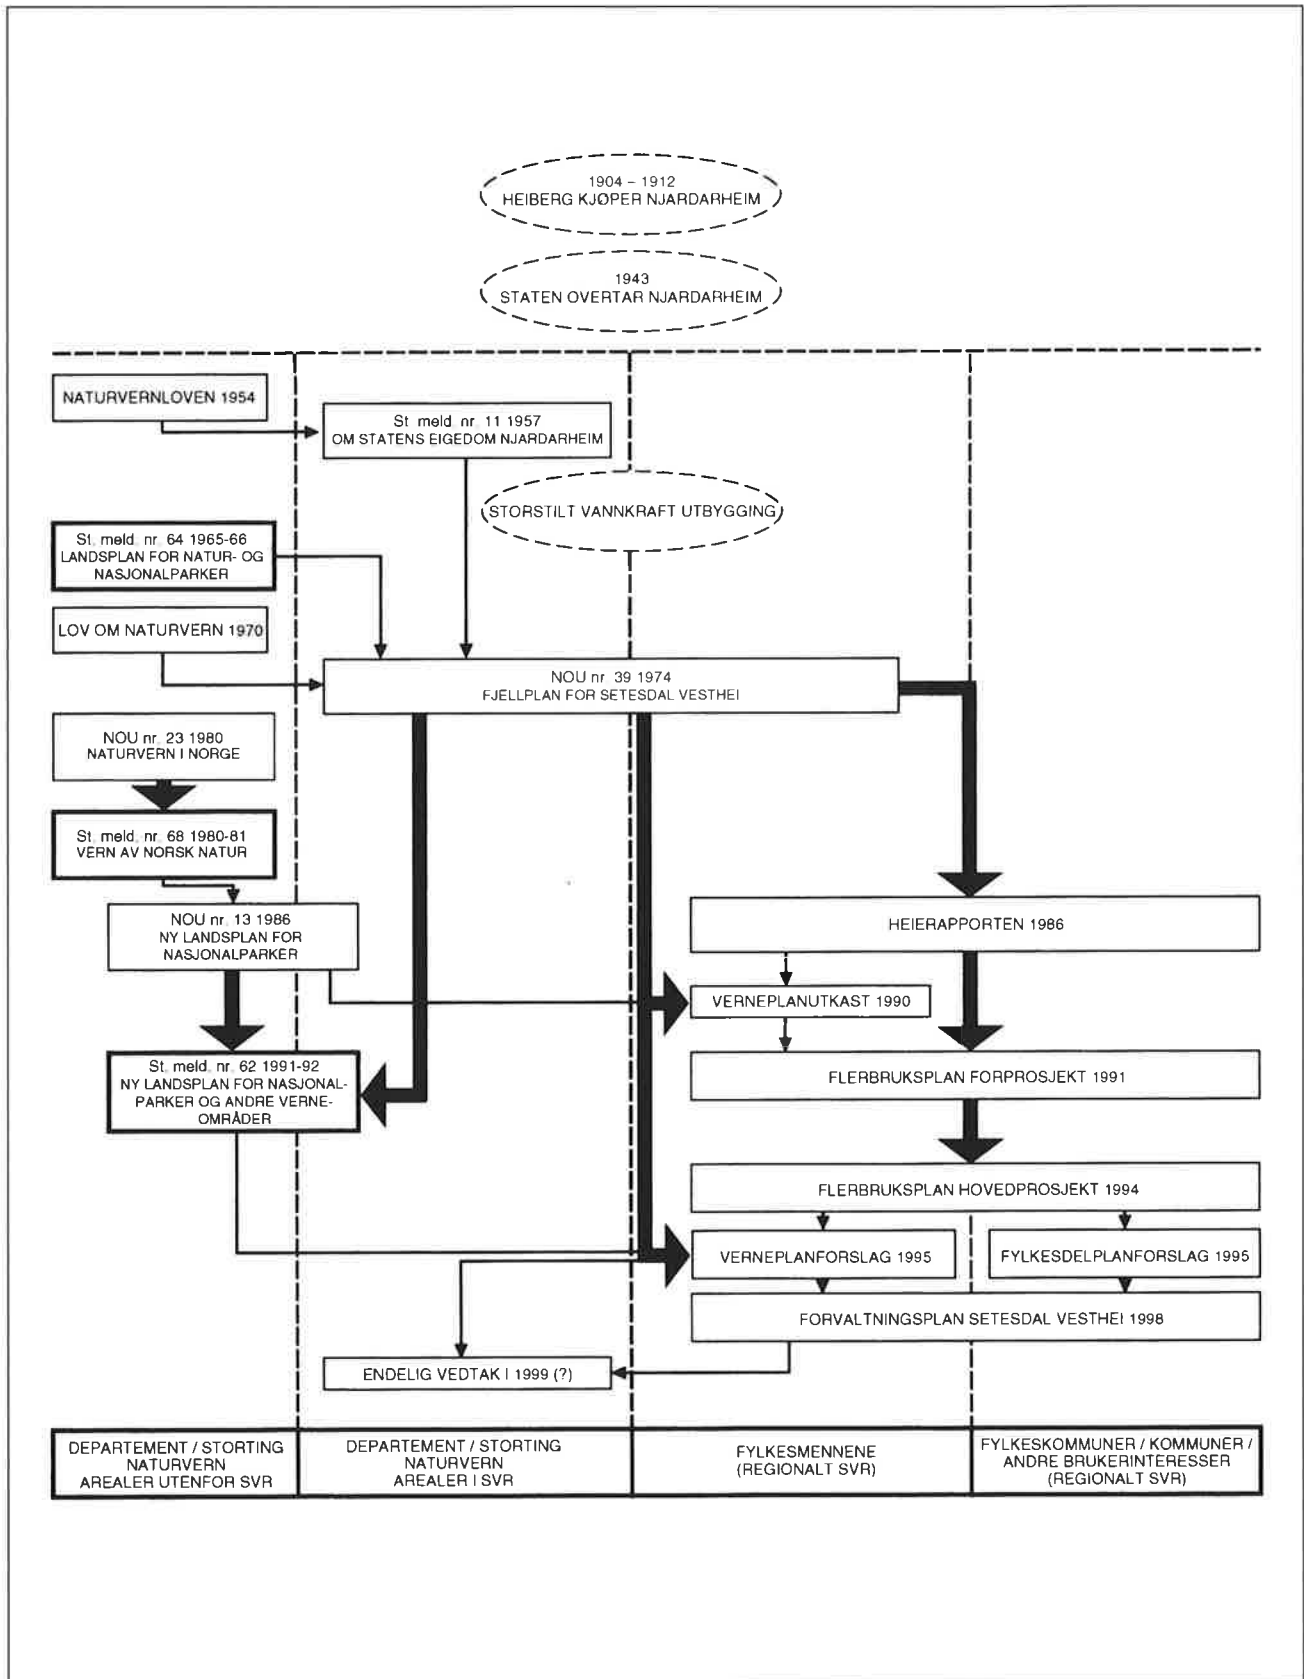 1904 – 1912
HEIBERG KJØPER NJARDARHEIM
1943
STATEN OVERTAR NJARDARHEIM
NATURVERNLOVEN 1954
St. meld. nr. 11 1957
OM STATENS EIGEDOM NJARDARHEIM
STORSTILT VANNKRAFT UTBYGGING
St. meld. nr. 64 1965-66
LANDSPLAN FOR NATUR- OG
NASJONALPARKER
LOV OM NATURVERN 1970
NOU nr. 39 1974
FJELLPLAN FOR SETESDAL VESTHEI
NOU nr. 23 1980
NATURVERN I NORGE
St. meld. nr. 68 1980-81
VERN AV NORSK NATUR
NOU nr. 13 1986
NY LANDSPLAN FOR
NASJONALPARKER
HEIERAPPORTEN 1986
VERNEPLANUTKAST 1990
St. meld. nr. 62 1991-92
NY LANDSPLAN FOR NASJONAL-
PARKER OG ANDRE VERNE-
OMRÅDER
FLERBRUKSPLAN FORPROSJEKT 1991
FLERBRUKSPLAN HOVEDPROSJEKT 1994
VERNEPLANFORSLAG 1995
FYLKESDELPLANFORSLAG 1995
FORVALTNINGSPLAN SETESDAL VESTHEI 1998
ENDELIG VEDTAK I 1999 (?)
DEPARTEMENT / STORTING
NATURVERN
AREALER UTENFOR SVR
DEPARTEMENT / STORTING
NATURVERN
AREALER I SVR
FYLKESMENNENE
(REGIONALT SVR)
FYLKESKOMMUNER / KOMMUNER /
ANDRE BRUKERINTERESSER
(REGIONALT SVR)